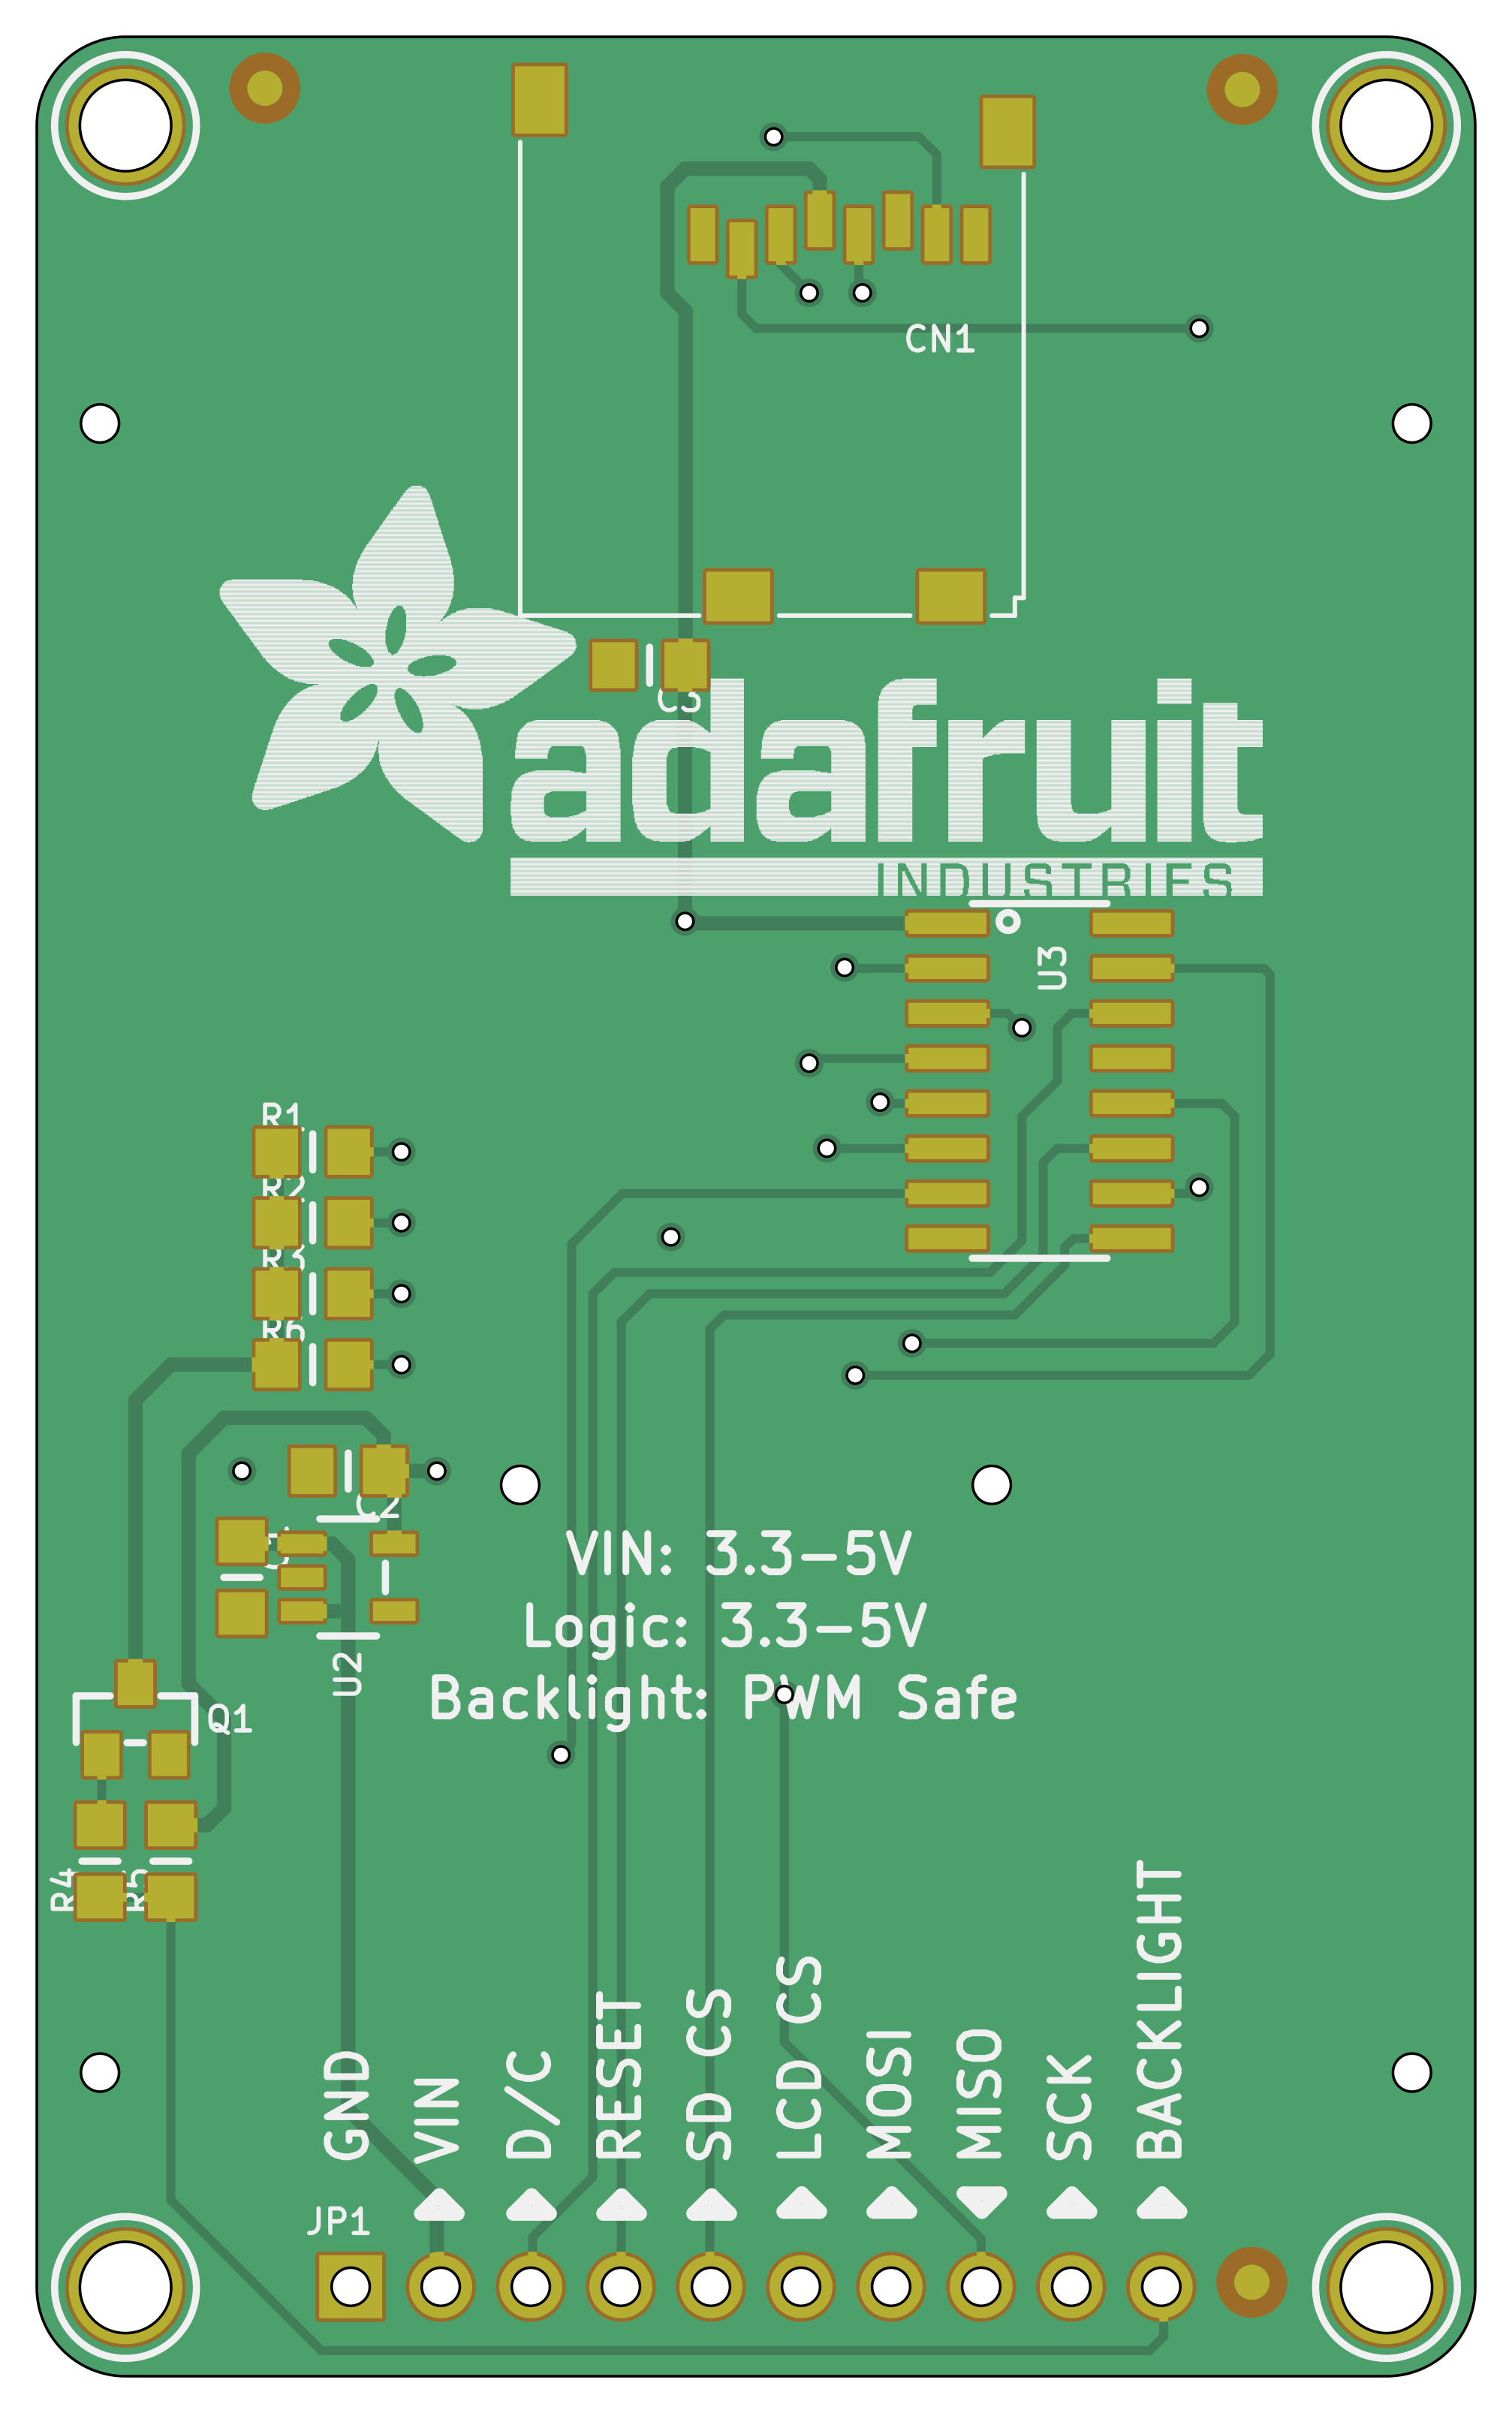 CN1
C3
adafruit
INDUSTRIES
U3
R1
R2
R3
R6
C2
VIN: 3.3-5V
Logic: 3.3-5V
U2
Backlight: PWM Safe
Q1
R4
R5
GND
VIN
D/C
RESET
SD CS
LCD CS
MOSI
MISO
SCK
BACKLIGHT
JP1